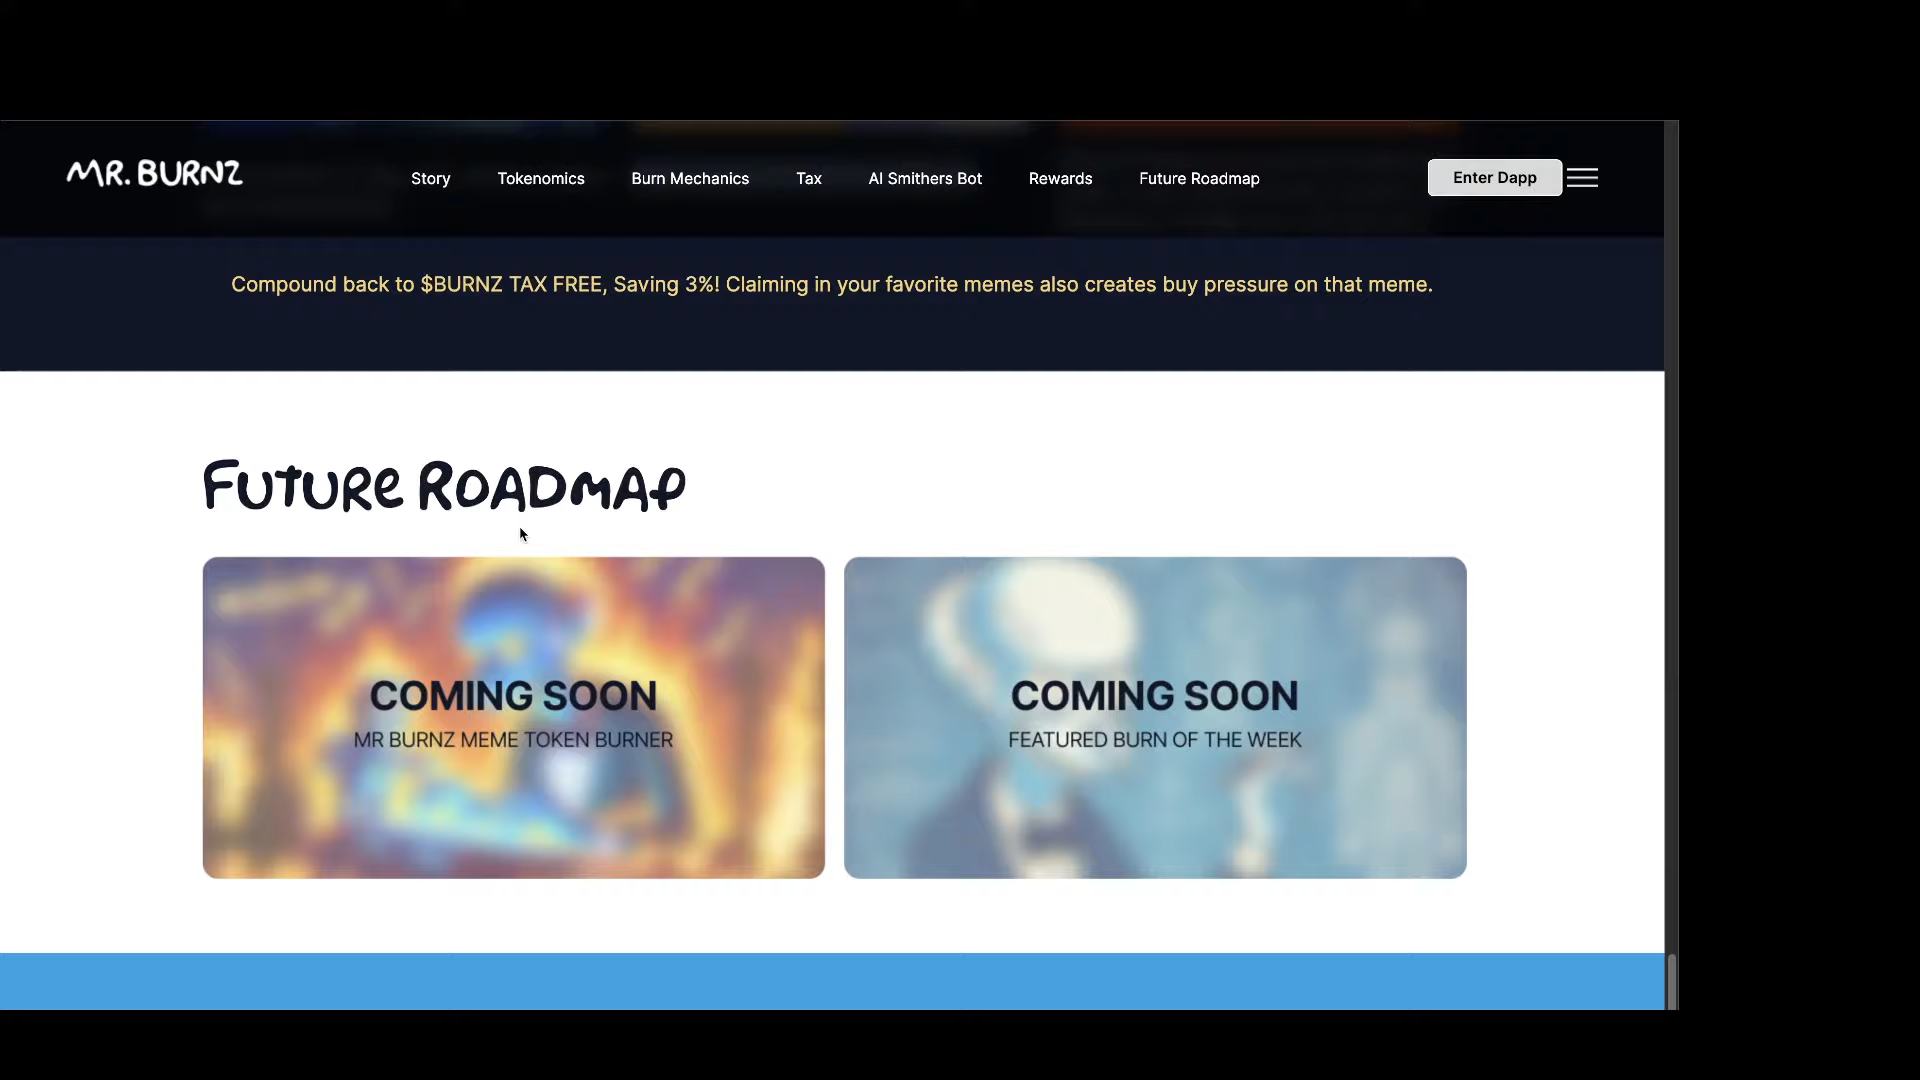 MR. BURNZ
Story
Tokenomics
Burn Mechanics
Tax
AI Smithers Bot
Rewards
Future Roadmap
Enter Dapp
Compound back to $BURNZ TAX FREE, Saving 3%! Claiming in your favorite memes also creates buy pressure on that meme.
Future Roadmap
COMING SOON
MR BURNZ MEME TOKEN BURNER
COMING SOON
FEATURED BURN OF THE WEEK